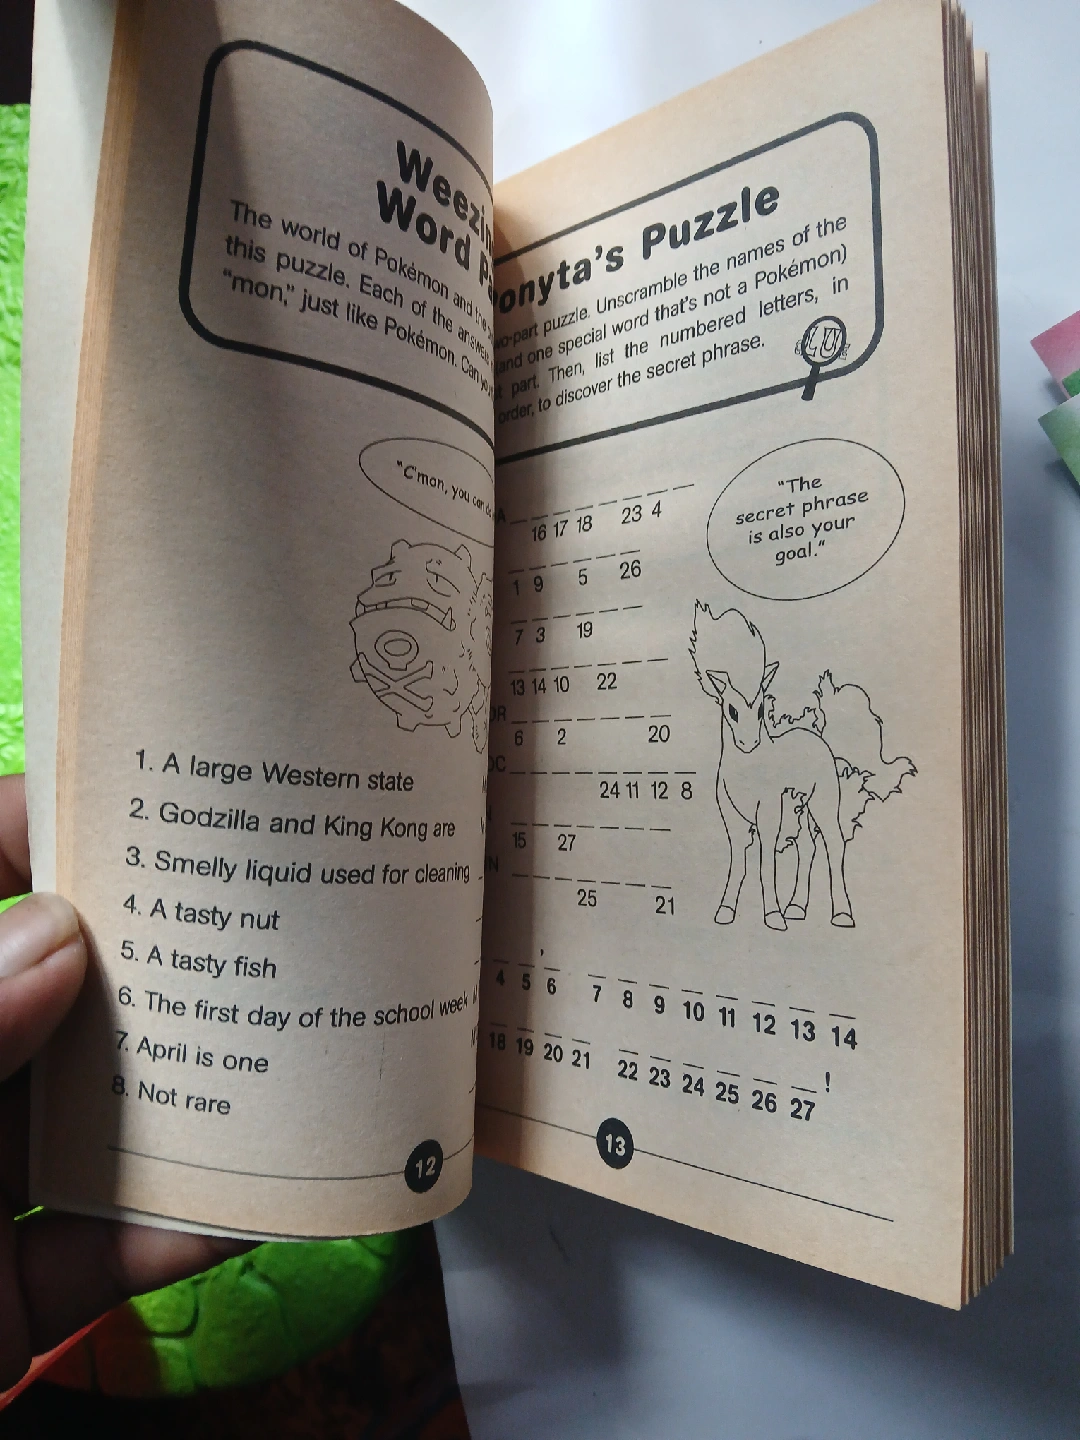 Word
The world of Pokémon and the
this puzzle. Each of the answers
"mon," just like Pokémon. Can you
"C'mon, you can do
1. A large Western state
2. Godzilla and King Kong are
3. Smelly liquid used for cleaning
4. A tasty nut
5. A tasty fish
6. The first day of the school week
7. April is one
8. Not rare
12
Puzzle
puzzle. Unscramble the names of the
(and one special word that's not a Pokémon)
part. Then, list the numbered letters, in
order, to discover the secret phrase.
"The
secret phrase
is also your
goal."
16 17 18 23 4
1 9 5 26
7 3 19
13 14 10 22
6 2 20
24 11 12 8
15 27
25 21
4 5 ' 6 7 8 9 10 11 12 13 14
18 19 20 21 22 23 24 25 26 27 !
13